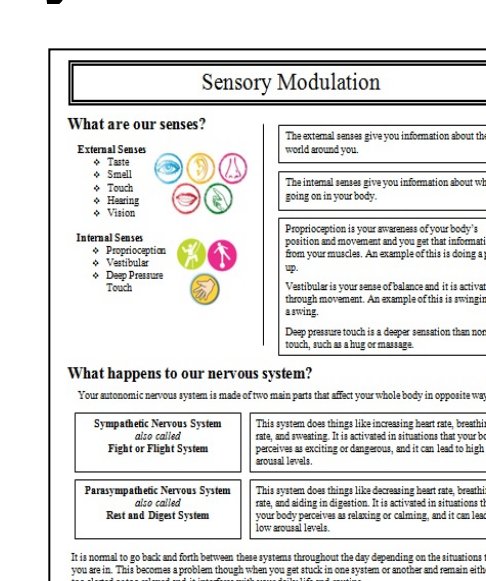 Sensory Modulation
What are our senses?
External Senses
Taste
Smell
Touch
Hearing
Vision
Internal Senses
Proprioception
Vestibular
Deep Pressure
Touch
The external senses give you information about the
world around you.
The internal senses give you information about
going on in your body.
Proprioception is your awareness of your body's
position and movement and you get that
from your muscles. An example of this is doing a
up.
Vestibular is your sense of balance and it is
through movement. An example of this is
a swing.
Deep pressure touch is a deeper sensation than
touch, such as a hug or massage.
What happens to our nervous system?
Your autonomic nervous system is made of two main parts that affect your whole body in opposite
Sympathetic Nervous System
also called
Fight or Flight System
This system does things like increasing heart rate,
rate, and sweating. It is activated in situations that your
perceives as exciting or dangerous, and it can lead to high
arousal levels.
Parasympathetic Nervous System
also called
Rest and Digest System
This system does things like decreasing heart rate,
rate, and aiding in digestion. It is activated in situations
your body perceives as relaxing or calming, and it can
low arousal levels.
It is normal to go back and forth between these systems throughout the day depending on the situations
you are in. This becomes a problem though when you get stuck in one system or another and remain